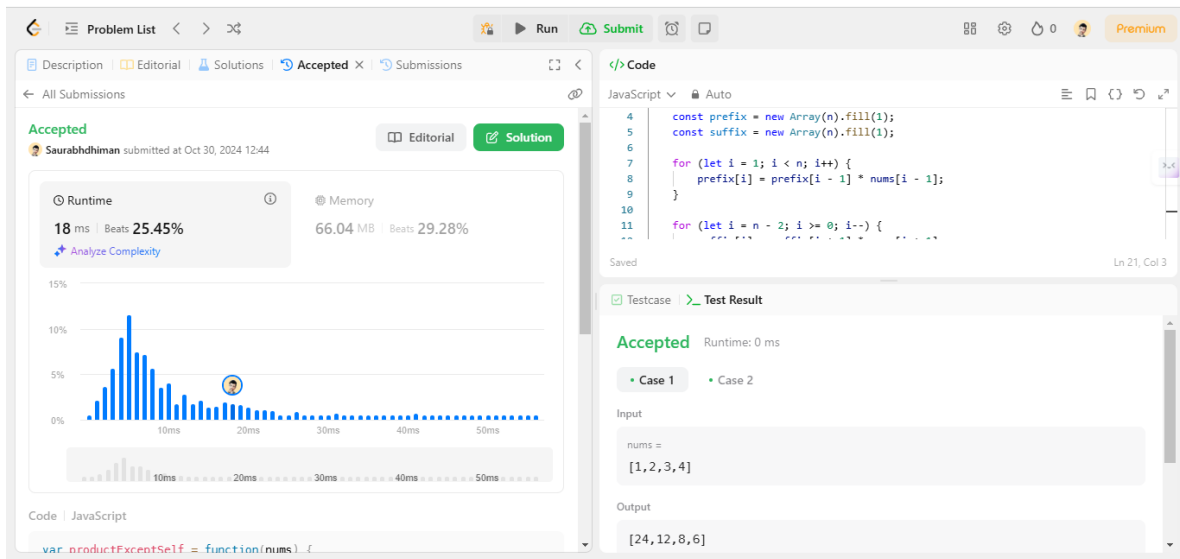 Problem List
Run
Submit
0
Premium
Description
Editorial
Solutions
Accepted
Submissions
All Submissions
Accepted
Saurabhdhiman submitted at Oct 30, 2024 12:44
Editorial
Solution
Runtime
18 ms
Beats 25.45%
Analyze Complexity
Memory
66.04 MB
Beats 29.28%
15%
10%
5%
0%
10ms 20ms 30ms 40ms 50ms
10ms 20ms 30ms 40ms 50ms
Code
JavaScript
var productExceptSelf = function(nums) {
</> Code
JavaScript
Auto
4 const prefix = new Array(n).fill(1);
5 const suffix = new Array(n).fill(1);
6
7 for (let i = 1; i < n; i++) {
8 prefix[i] = prefix[i - 1] * nums[i - 1];
9 }
10
11 for (let i = n - 2; i >= 0; i--) {
Saved
Ln 21, Col 3
Testcase
Test Result
Accepted
Runtime: 0 ms
• Case 1
• Case 2
Input
nums =
[1,2,3,4]
Output
[24,12,8,6]